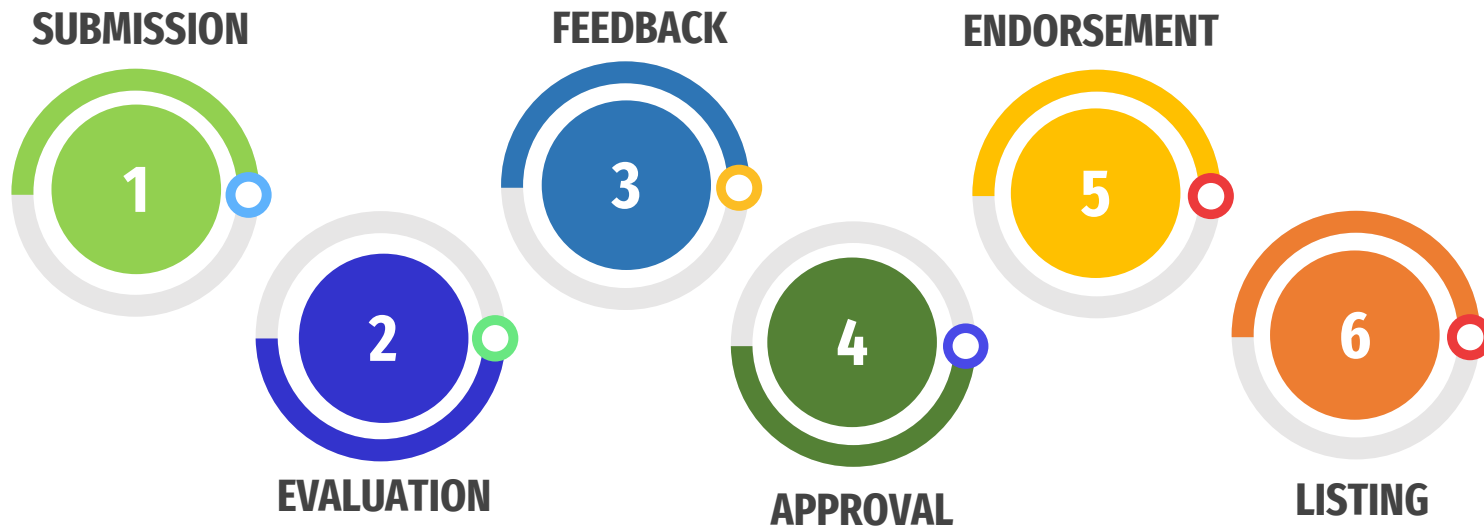 SUBMISSION
1
2
EVALUATION
FEEDBACK
3
4
APPROVAL
ENDORSEMENT
5
6
LISTING